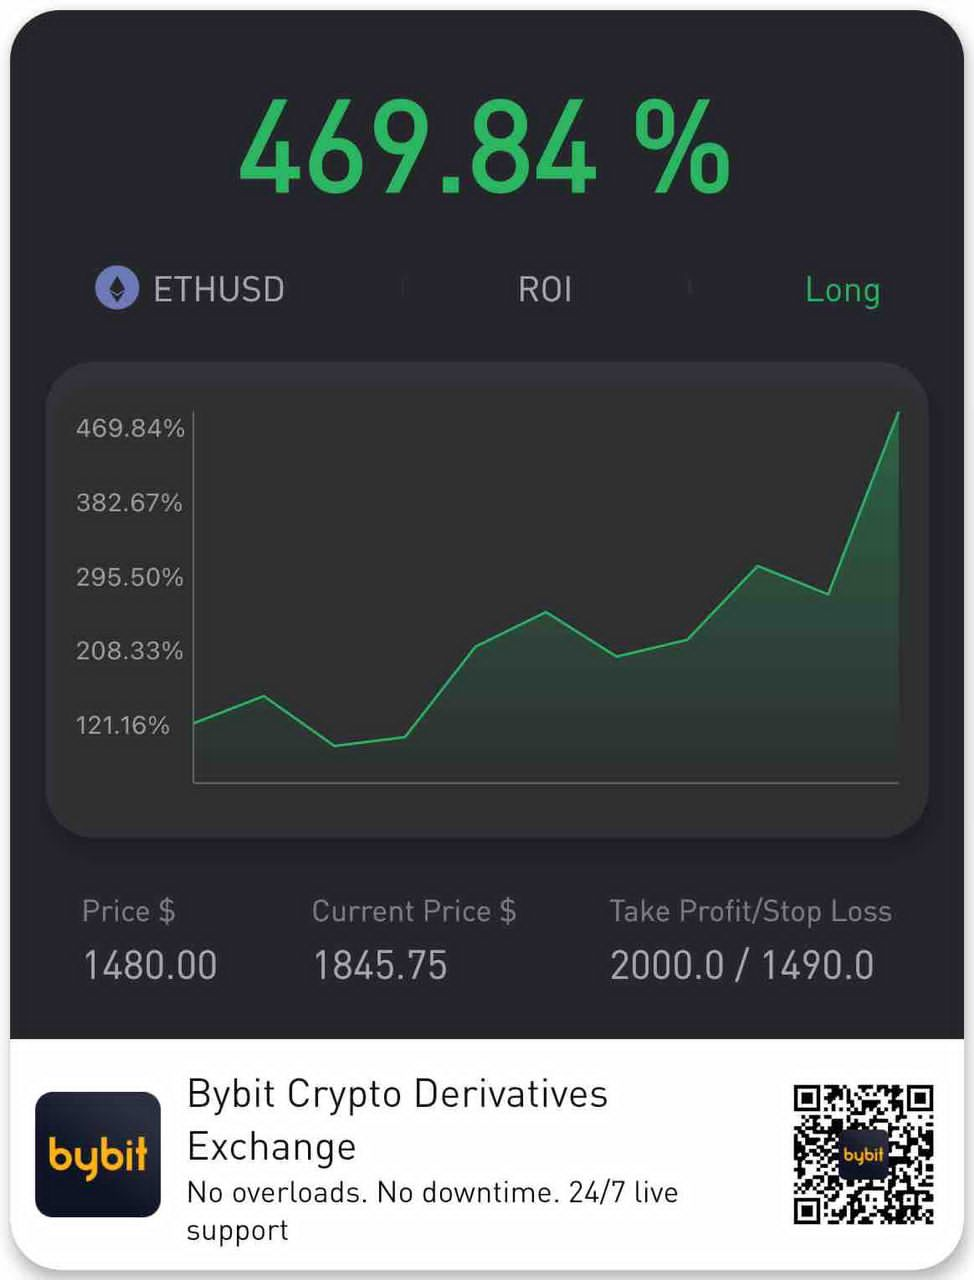 469.84 %
ETHUSD ROI Long
469.84%
382.67%
295.50%
208.33%
121.16%
Price $ Current Price $ Take Profit/Stop Loss
1480.00 1845.75 2000.0 / 1490.0
bybit
Bybit Crypto Derivatives
Exchange
No overloads. No downtime. 24/7 live
support
bybit